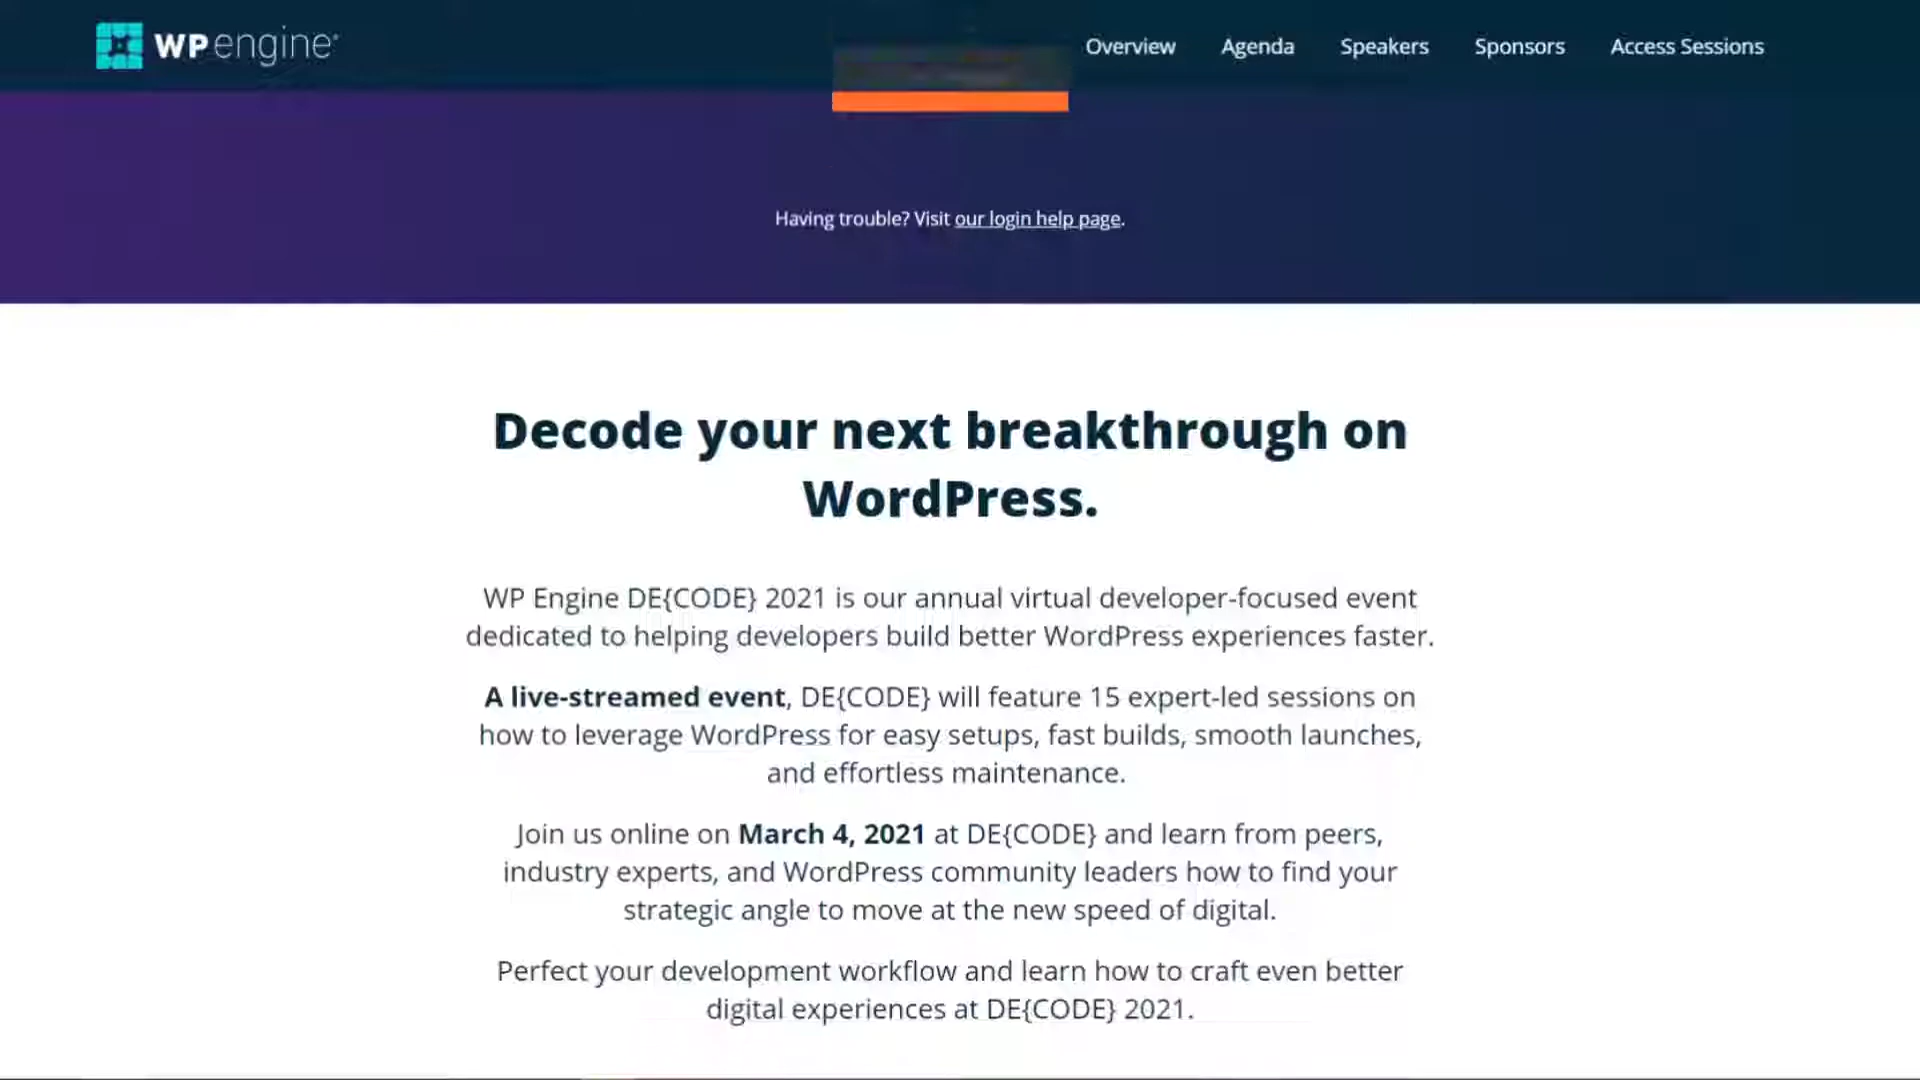 WP engine®
Overview Agenda Speakers Sponsors Access Sessions
Having trouble? Visit our login help page.
Decode your next breakthrough on
WordPress.
WP Engine DE{CODE} 2021 is our annual virtual developer-focused event
dedicated to helping developers build better WordPress experiences faster.
A live-streamed event, DE{CODE} will feature 15 expert-led sessions on
how to leverage WordPress for easy setups, fast builds, smooth launches,
and effortless maintenance.
Join us online on March 4, 2021 at DE{CODE} and learn from peers,
industry experts, and WordPress community leaders how to find your
strategic angle to move at the new speed of digital.
Perfect your development workflow and learn how to craft even better
digital experiences at DE{CODE} 2021.